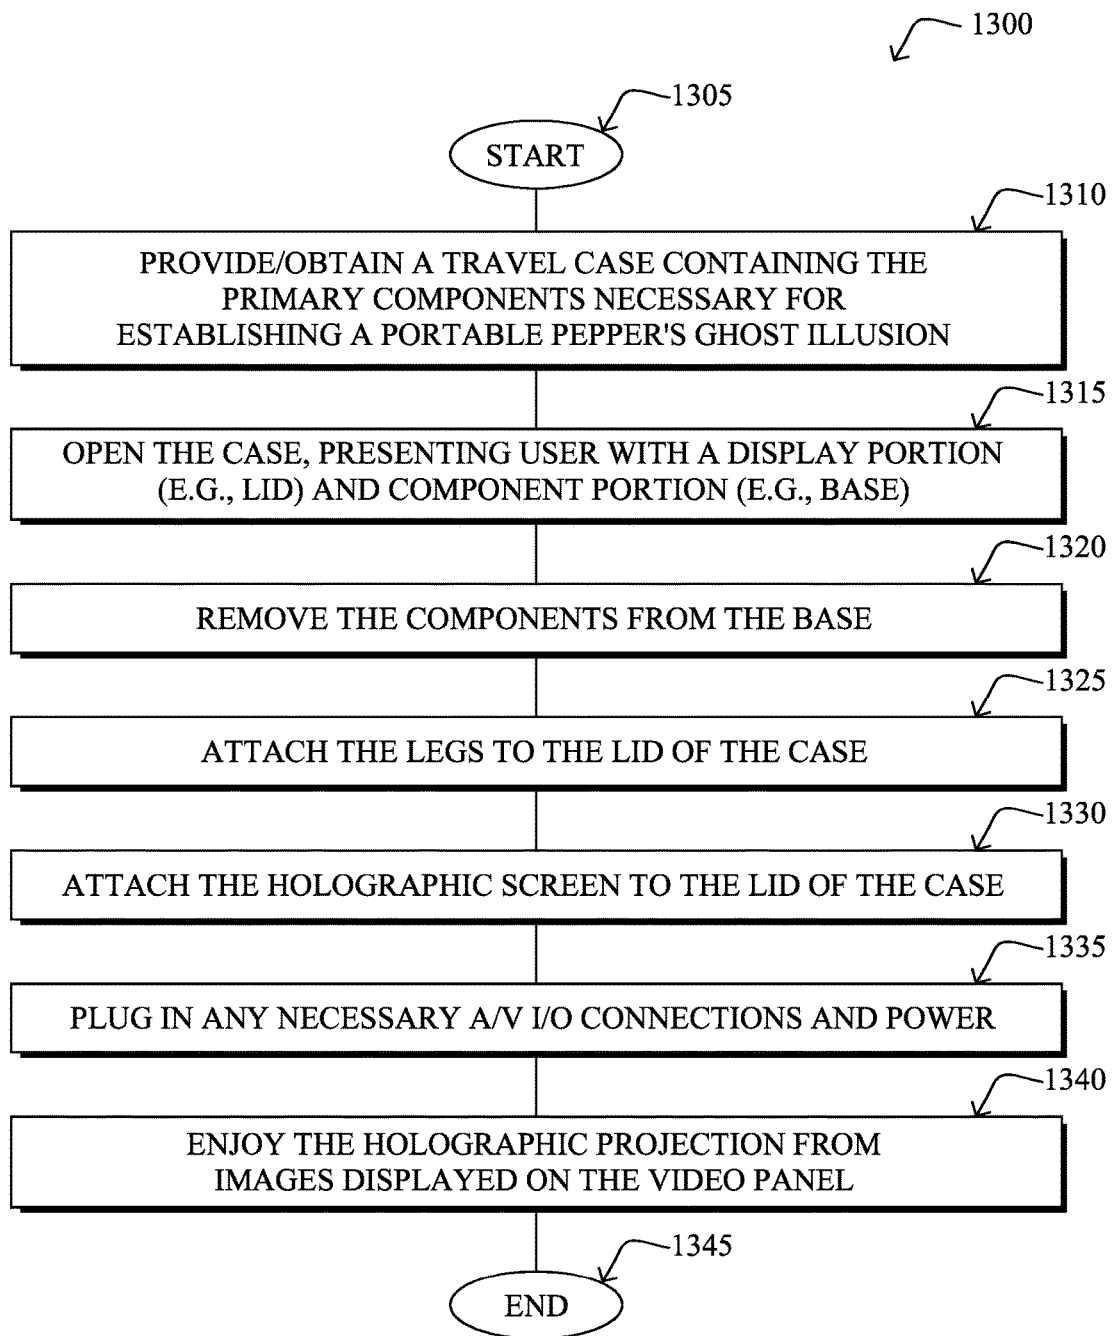 1300
1305
START
1310
PROVIDE/OBTAIN A TRAVEL CASE CONTAINING THE
PRIMARY COMPONENTS NECESSARY FOR
ESTABLISHING A PORTABLE PEPPER'S GHOST ILLUSION
1315
OPEN THE CASE, PRESENTING USER WITH A DISPLAY PORTION
(E.G., LID) AND COMPONENT PORTION (E.G., BASE)
1320
REMOVE THE COMPONENTS FROM THE BASE
1325
ATTACH THE LEGS TO THE LID OF THE CASE
1330
ATTACH THE HOLOGRAPHIC SCREEN TO THE LID OF THE CASE
1335
PLUG IN ANY NECESSARY A/V I/O CONNECTIONS AND POWER
1340
ENJOY THE HOLOGRAPHIC PROJECTION FROM
IMAGES DISPLAYED ON THE VIDEO PANEL
1345
END